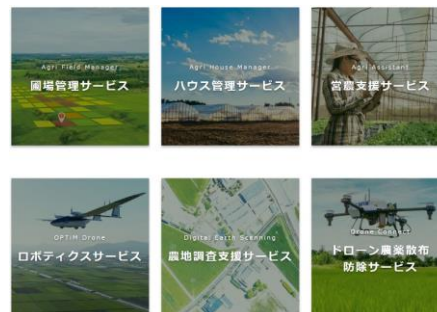 Agri Field Manager
圃場管理サービス
Agri House Manager
ハウス管理サービス
Agri Assistant
営農支援サービス
OPTiM Drone
ロボティクスサービス
Digital Earth Scanning
農地調査支援サービス
Drone Connect
ドローン農薬散布
防除サービス